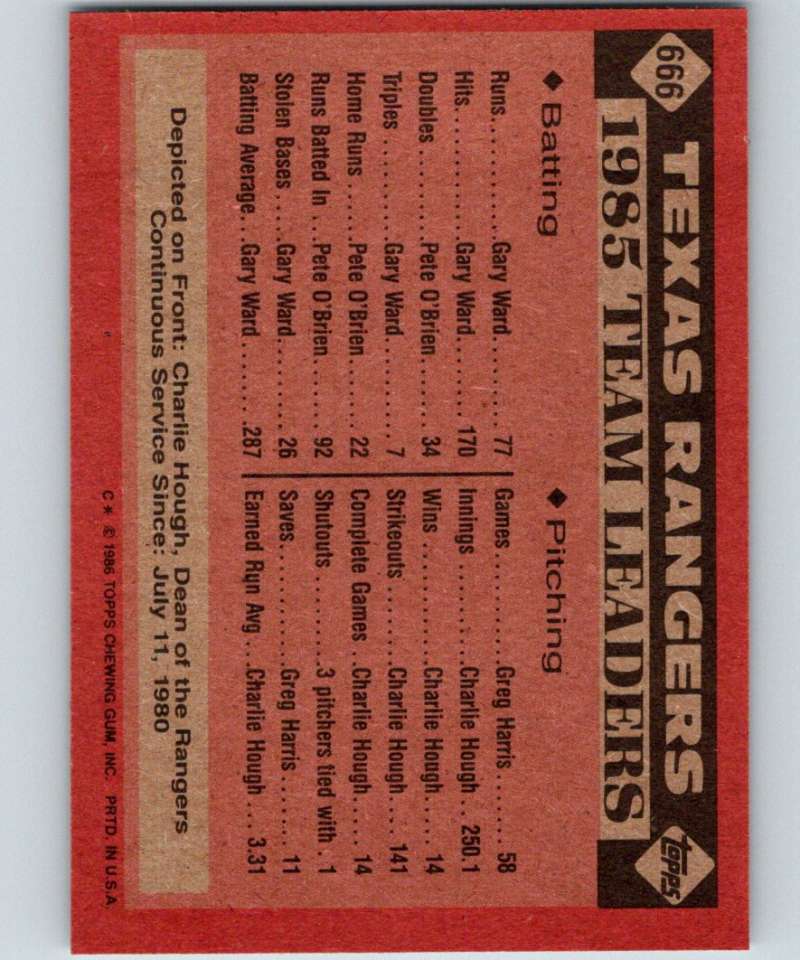 666
TEXAS RANGERS
1985 TEAM LEADERS
topps
◆ Batting
Runs..........Gary Ward.......77
Hits..........Gary Ward......170
Doubles.......Pete O'Brien....34
Triples.......Gary Ward........7
Home Runs.....Pete O'Brien....22
Runs Batted In...Pete O'Brien....92
Stolen Bases....Gary Ward.......26
Batting Average...Gary Ward.....287
◆ Pitching
Games..........Greg Harris......58
Innings........Charlie Hough..250.1
Wins...........Charlie Hough....14
Strikeouts.....Charlie Hough...141
Complete Games..Charlie Hough....14
Shutouts.......3 pitchers tied with..1
Saves..........Greg Harris......11
Earned Run Avg...Charlie Hough...3.31
Depicted on Front: Charlie Hough, Dean of the Rangers
Continuous Service Since: July 11, 1980
C* © 1986 TOPPS CHEWING GUM, INC. PRTD. IN U.S.A.